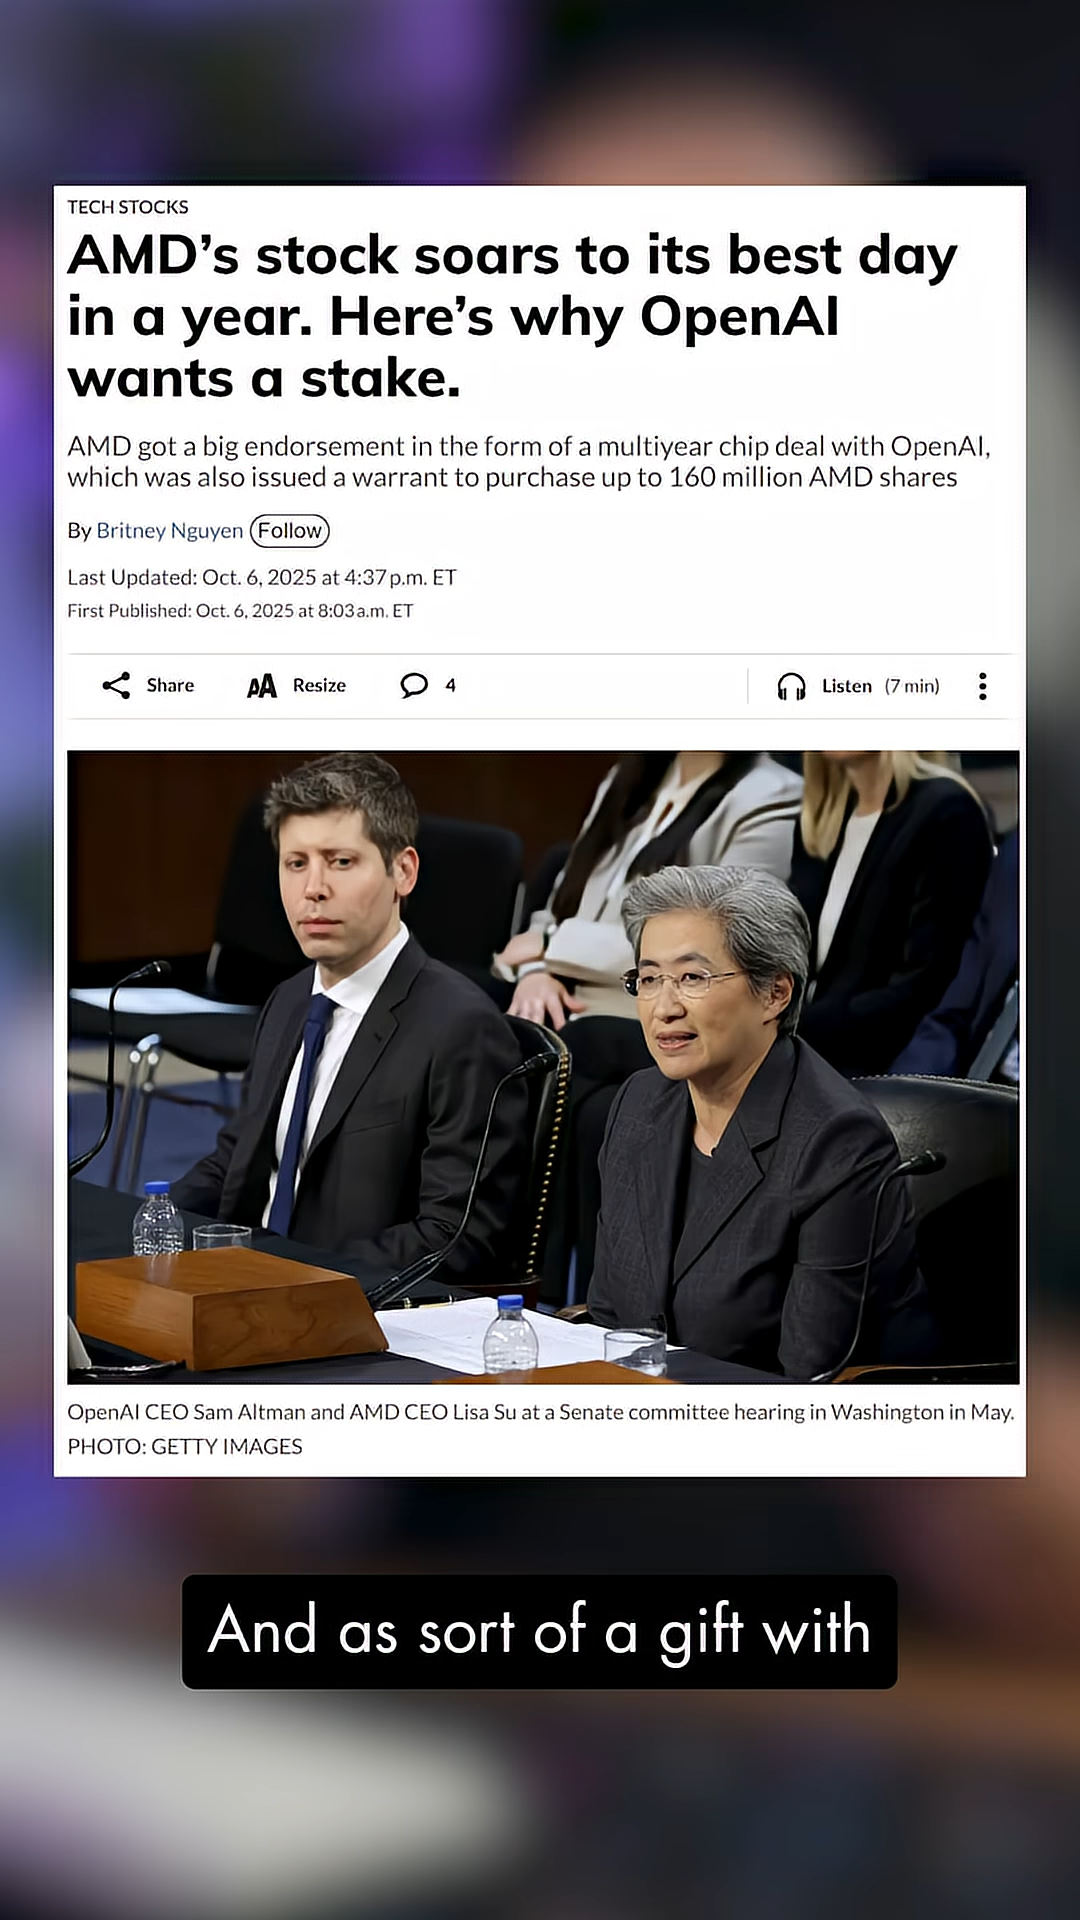 TECH STOCKS
AMD’s stock soars to its best day
in a year. Here’s why OpenAI
wants a stake.
AMD got a big endorsement in the form of a multiyear chip deal with OpenAI,
which was also issued a warrant to purchase up to 160 million AMD shares
By Britney Nguyen Follow
Last Updated: Oct. 6, 2025 at 4:37 p.m. ET
First Published: Oct. 6, 2025 at 8:03 a.m. ET
Share AA Resize 4 Listen (7 min)
OpenAI CEO Sam Altman and AMD CEO Lisa Su at a Senate committee hearing in Washington in May.
PHOTO: GETTY IMAGES
And as sort of a gift with